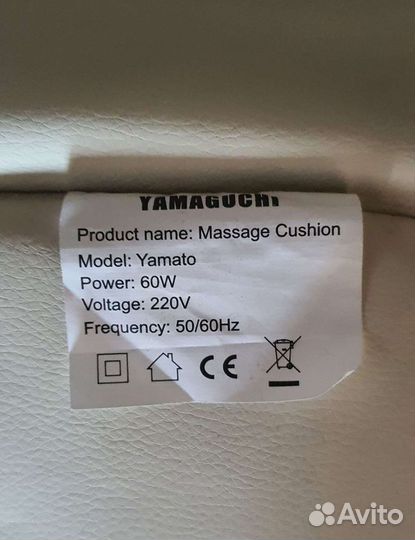 YAMAGUCHI
Product name: Massage Cushion
Model: Yamato
Power: 60W
Voltage: 220V
Frequency: 50/60Hz
CE
Avito